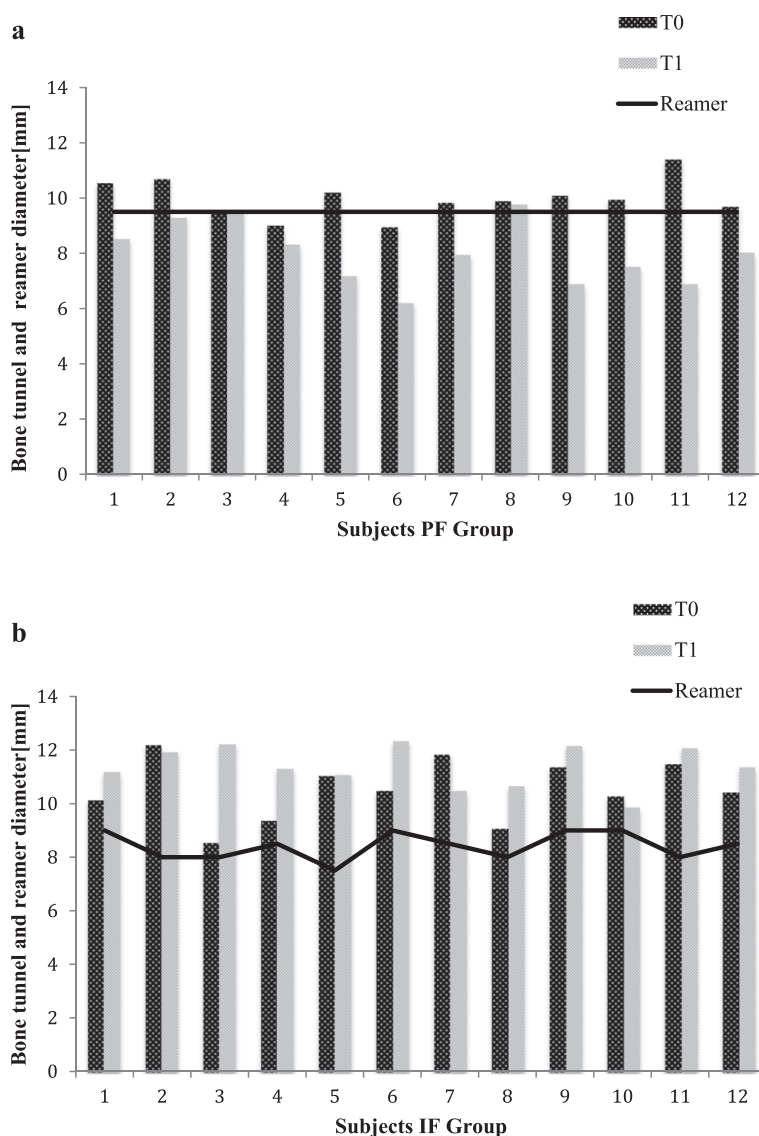 a
T0
T1
Reamer
14
12
10
8
6
4
2
0
Bone tunnel and reamer diameter[mm]
1 2 3 4 5 6 7 8 9 10 11 12
Subjects PF Group
b
T0
T1
Reamer
14
12
10
8
6
4
2
0
Bone tunnel and reamer diameter[mm]
1 2 3 4 5 6 7 8 9 10 11 12
Subjects IF Group